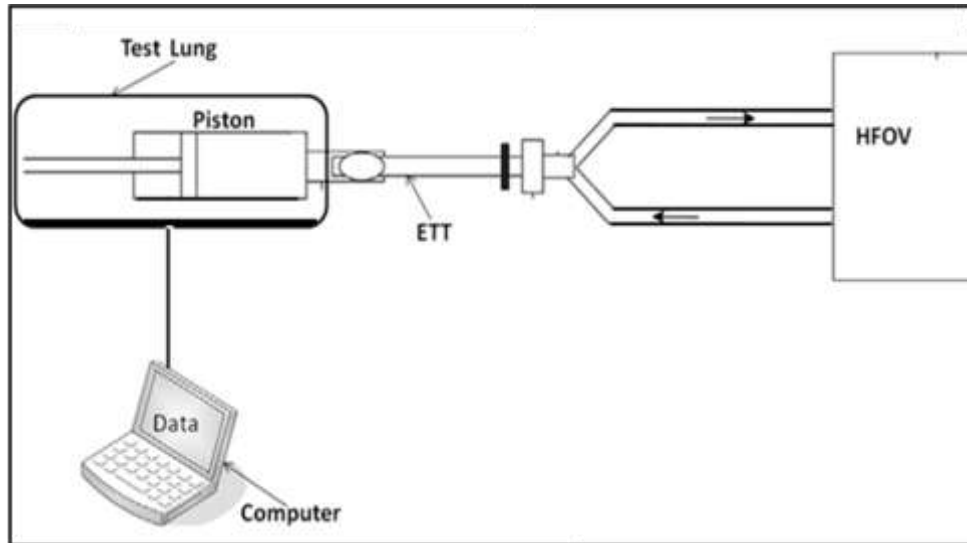 Test Lung
Piston
HFOV
ETT
Data
Computer